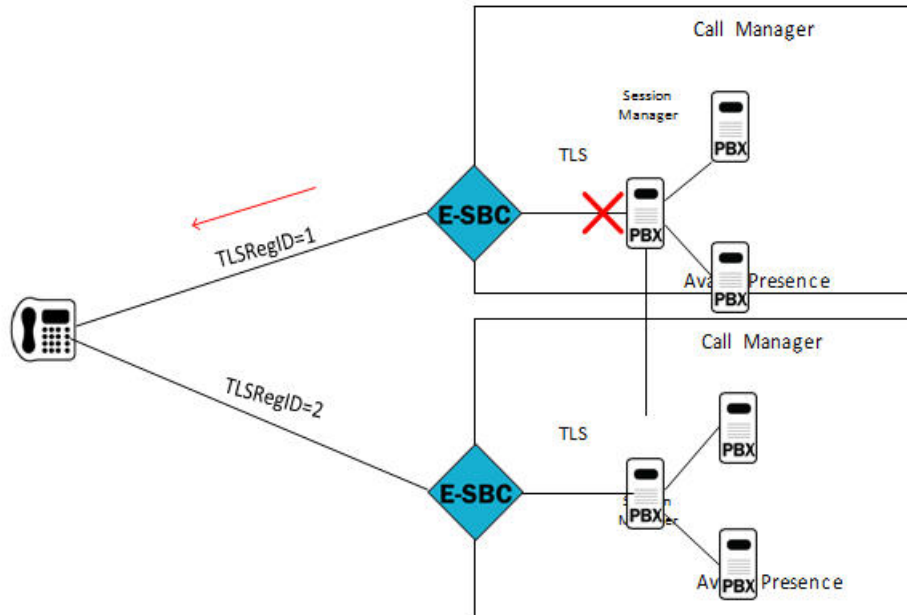 Call Manager
Session
Manager
PBX
TLS
E-SBC
PBX
TLSRegID=1
PBX
Presence
Call Manager
TLSRegID=2
TLS
PBX
E-SBC
PBX
PBX
Presence